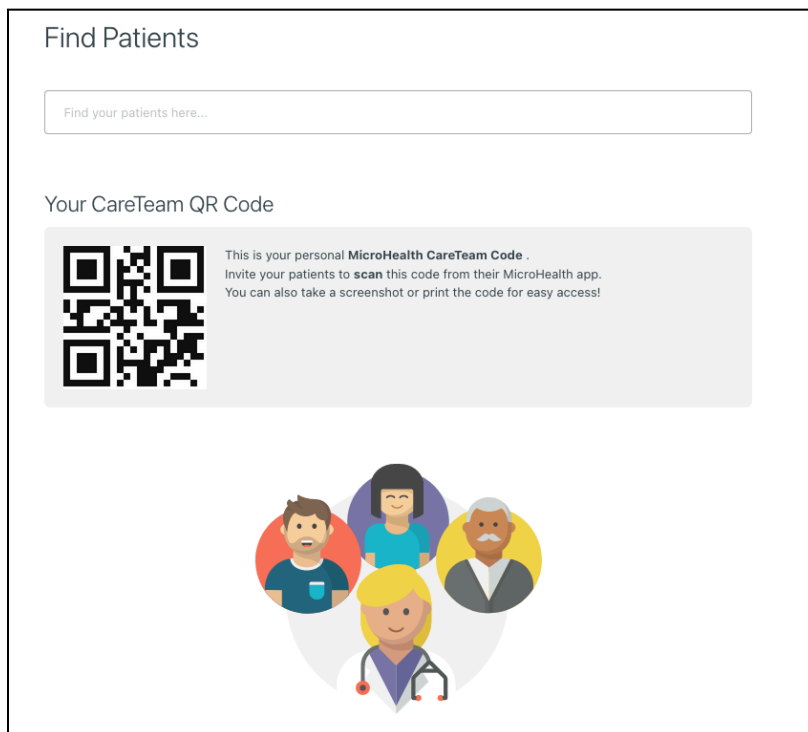 Find Patients
Find your patients here...
Your CareTeam QR Code
This is your personal MicroHealth CareTeam Code .
Invite your patients to scan this code from their MicroHealth app.
You can also take a screenshot or print the code for easy access!